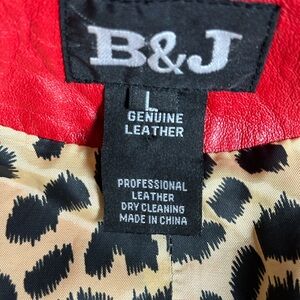 B&J
L
GENUINE
LEATHER
PROFESSIONAL
LEATHER
DRY CLEANING
MADE IN CHINA